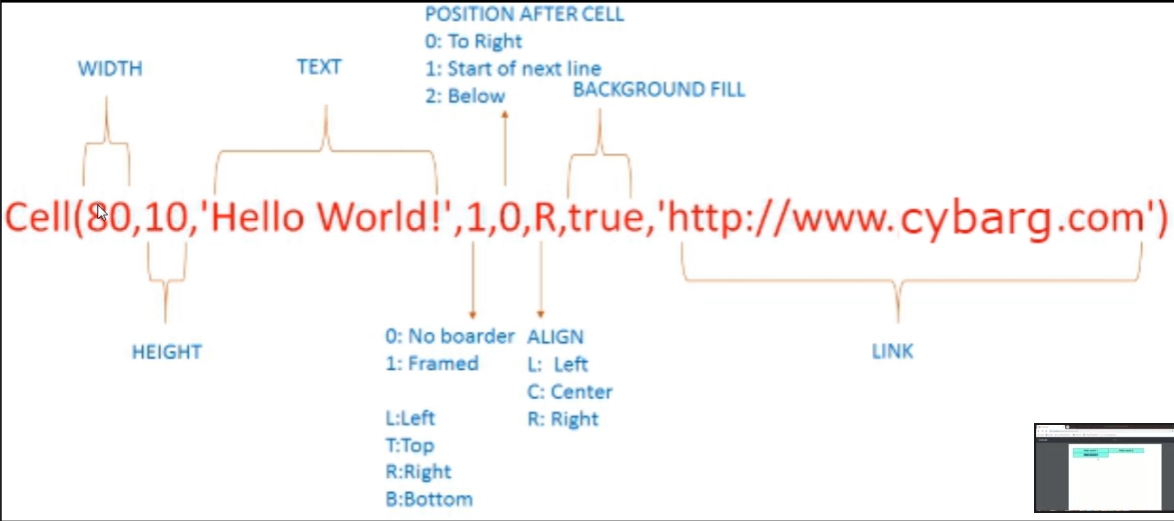 POSITION AFTER CELL
0: To Right
1: Start of next line
2: Below
WIDTH
TEXT
BACKGROUND FILL
Cell(80,10,'Hello World!',1,0,R,true,'http://www.cybarg.com')
HEIGHT
0: No boarder
1: Framed
L:Left
T:Top
R:Right
B:Bottom
ALIGN
L: Left
C: Center
R: Right
LINK